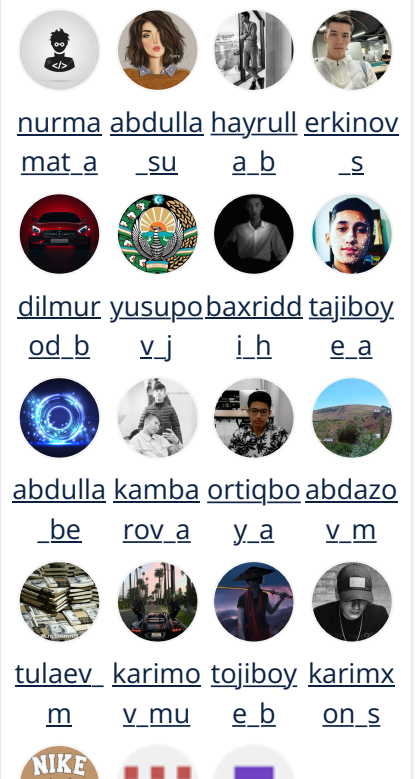 nurma abdulla hayrull erkinov
mat_a _su a_b _s
dilmur yusupo baxridd tajiboy
od_b v_j i_h e_a
abdulla kamba ortiqbo abdazo
_be rov_a y_a v_m
tulaev_ karimo tojiboy karimx
m v_mu e_b on_s
NIKE